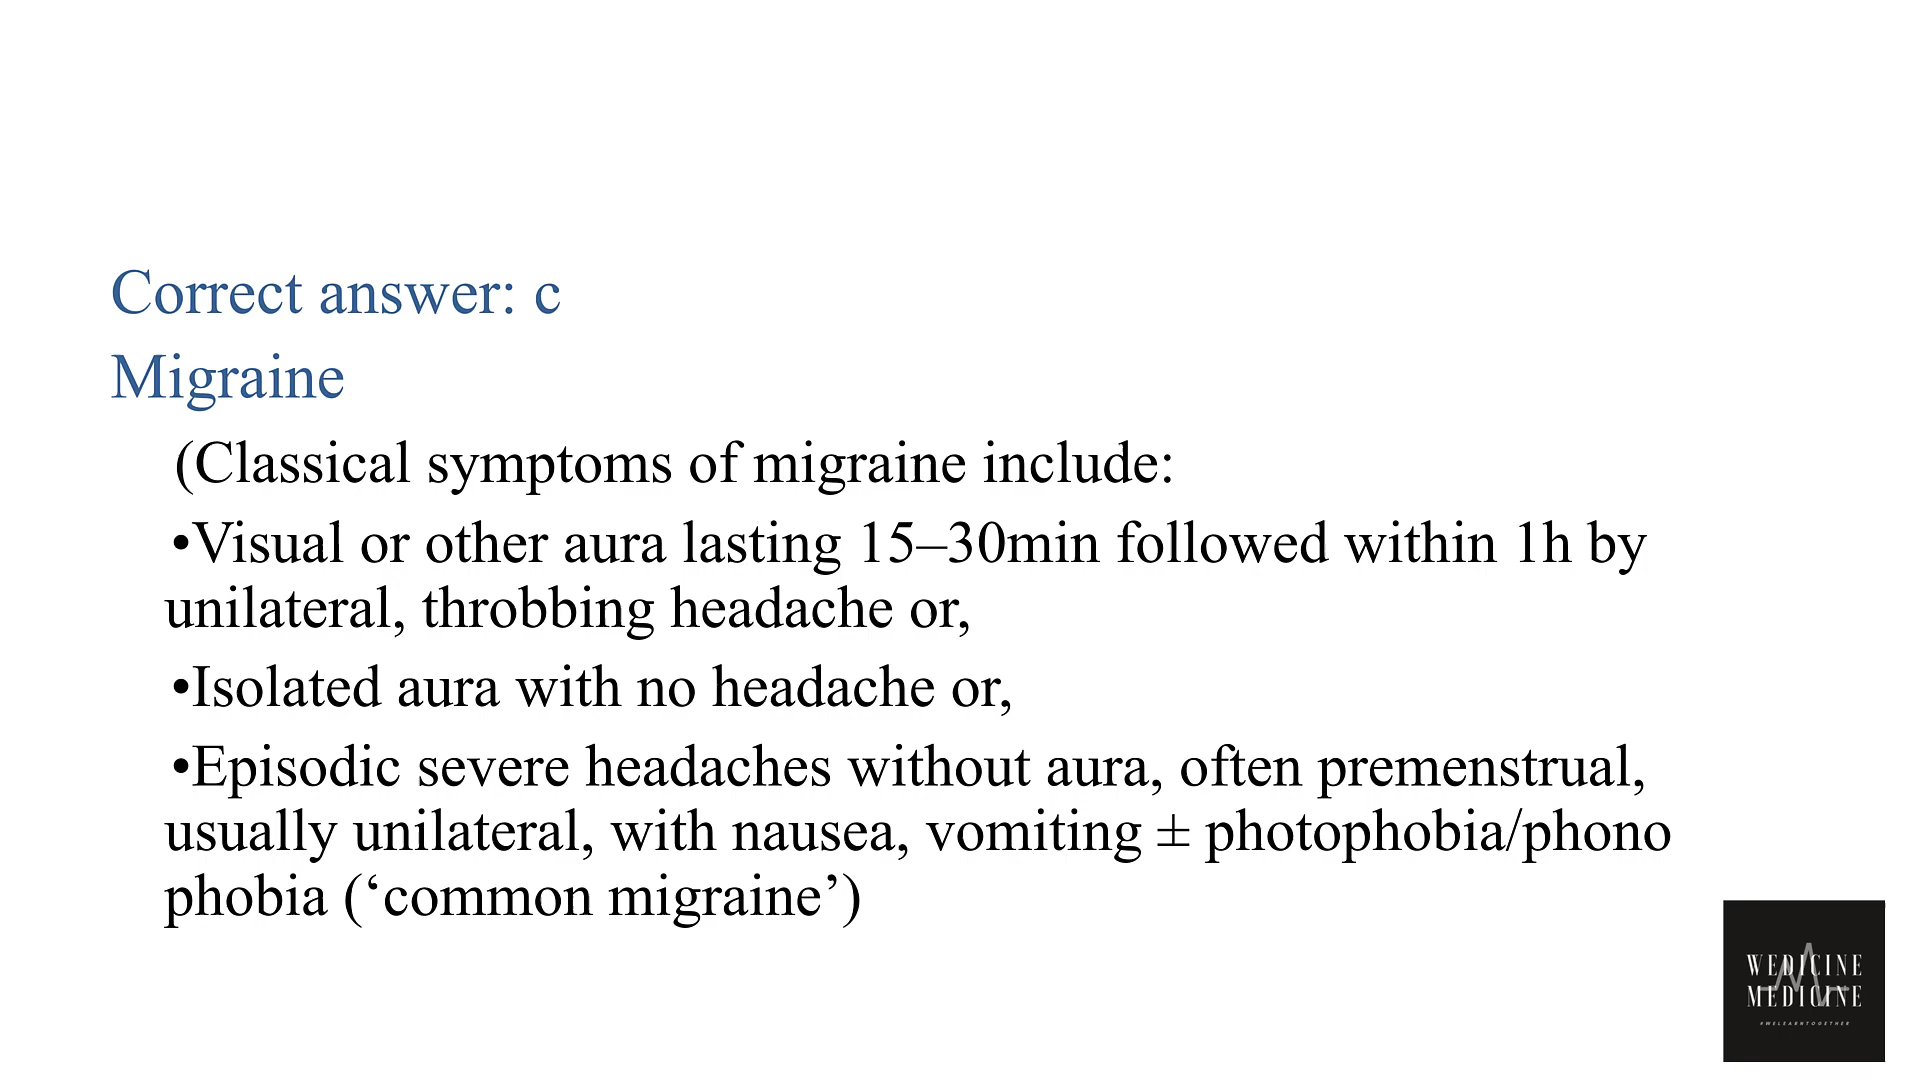 Correct answer: c
Migraine
(Classical symptoms of migraine include:
•Visual or other aura lasting 15–30min followed within 1h by
unilateral, throbbing headache or,
•Isolated aura with no headache or,
•Episodic severe headaches without aura, often premenstrual,
usually unilateral, with nausea, vomiting ± photophobia/phono
phobia (‘common migraine’)
WEDICINE
MEDICINE
#WELEARNTOGETHER